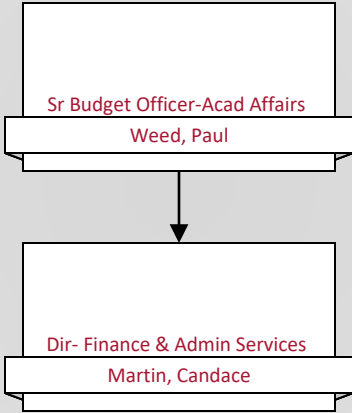 Sr Budget Officer-Acad Affairs
Weed, Paul
Dir- Finance & Admin Services
Martin, Candace